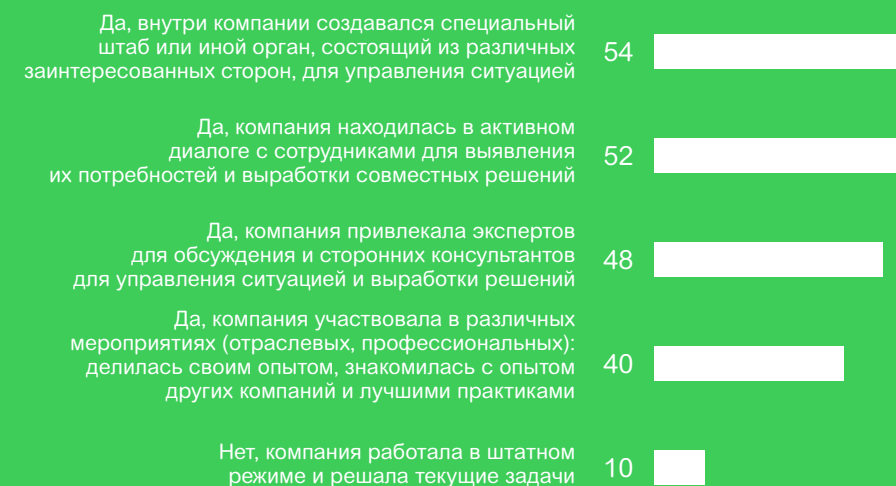 Да, внутри компании создавался специальный
штаб или иной орган, состоящий из различных
заинтересованных сторон, для управления ситуацией
54
Да, компания находилась в активном
диалоге с сотрудниками для выявления
их потребностей и выработки совместных решений
52
Да, компания привлекала экспертов
для обсуждения и сторонних консультантов
для управления ситуацией и выработки решений
48
Да, компания участвовала в различных
мероприятиях (отраслевых, профессиональных):
делилась своим опытом, знакомилась с опытом
других компаний и лучшими практиками
40
Нет, компания работала в штатном
режиме и решала текущие задачи
10